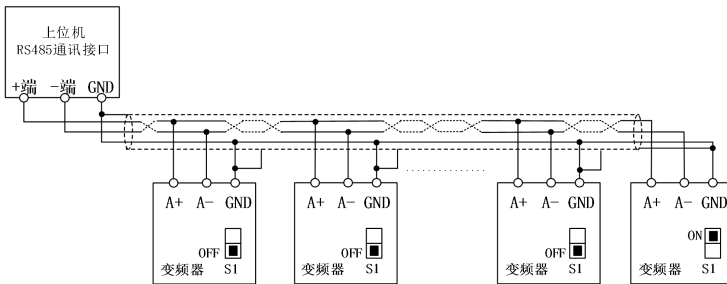 上位机
RS485通讯接口
+端 -端 GND
A+ A- GND A+ A- GND A+ A- GND A+ A- GND
OFF OFF OFF ON
变频器 S1 变频器 S1 变频器 S1 变频器 S1